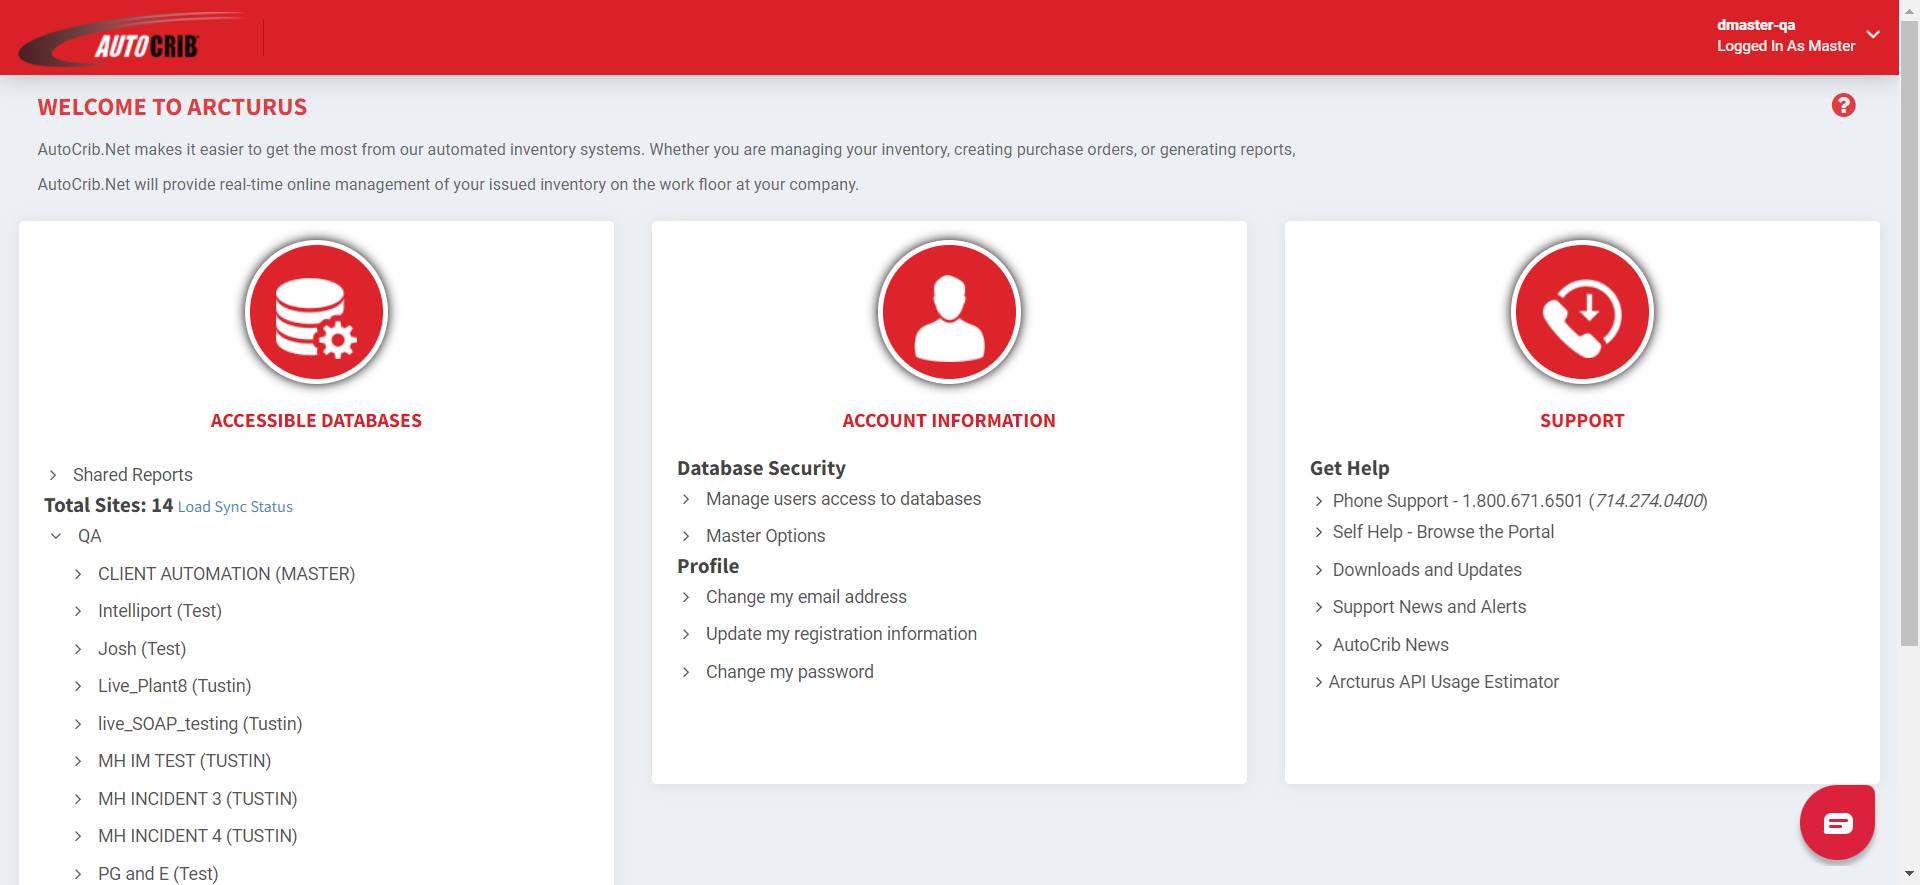 AUTOCRIB
dmaster-qa
Logged In As Master
WELCOME TO ARCTURUS
AutoCrib.Net makes it easier to get the most from our automated inventory systems. Whether you are managing your inventory, creating purchase orders, or generating reports,
AutoCrib.Net will provide real-time online management of your issued inventory on the work floor at your company.
ACCESSIBLE DATABASES
Shared Reports
Total Sites: 14 Load Sync Status
QA
CLIENT AUTOMATION (MASTER)
Intelliport (Test)
Josh (Test)
Live_Plant8 (Tustin)
live_SOAP_testing (Tustin)
MH IM TEST (TUSTIN)
MH INCIDENT 3 (TUSTIN)
MH INCIDENT 4 (TUSTIN)
PG and E (Test)
ACCOUNT INFORMATION
Database Security
Manage users access to databases
Master Options
Profile
Change my email address
Update my registration information
Change my password
SUPPORT
Get Help
Phone Support - 1.800.671.6501 (714.274.0400)
Self Help - Browse the Portal
Downloads and Updates
Support News and Alerts
AutoCrib News
Arcturus API Usage Estimator